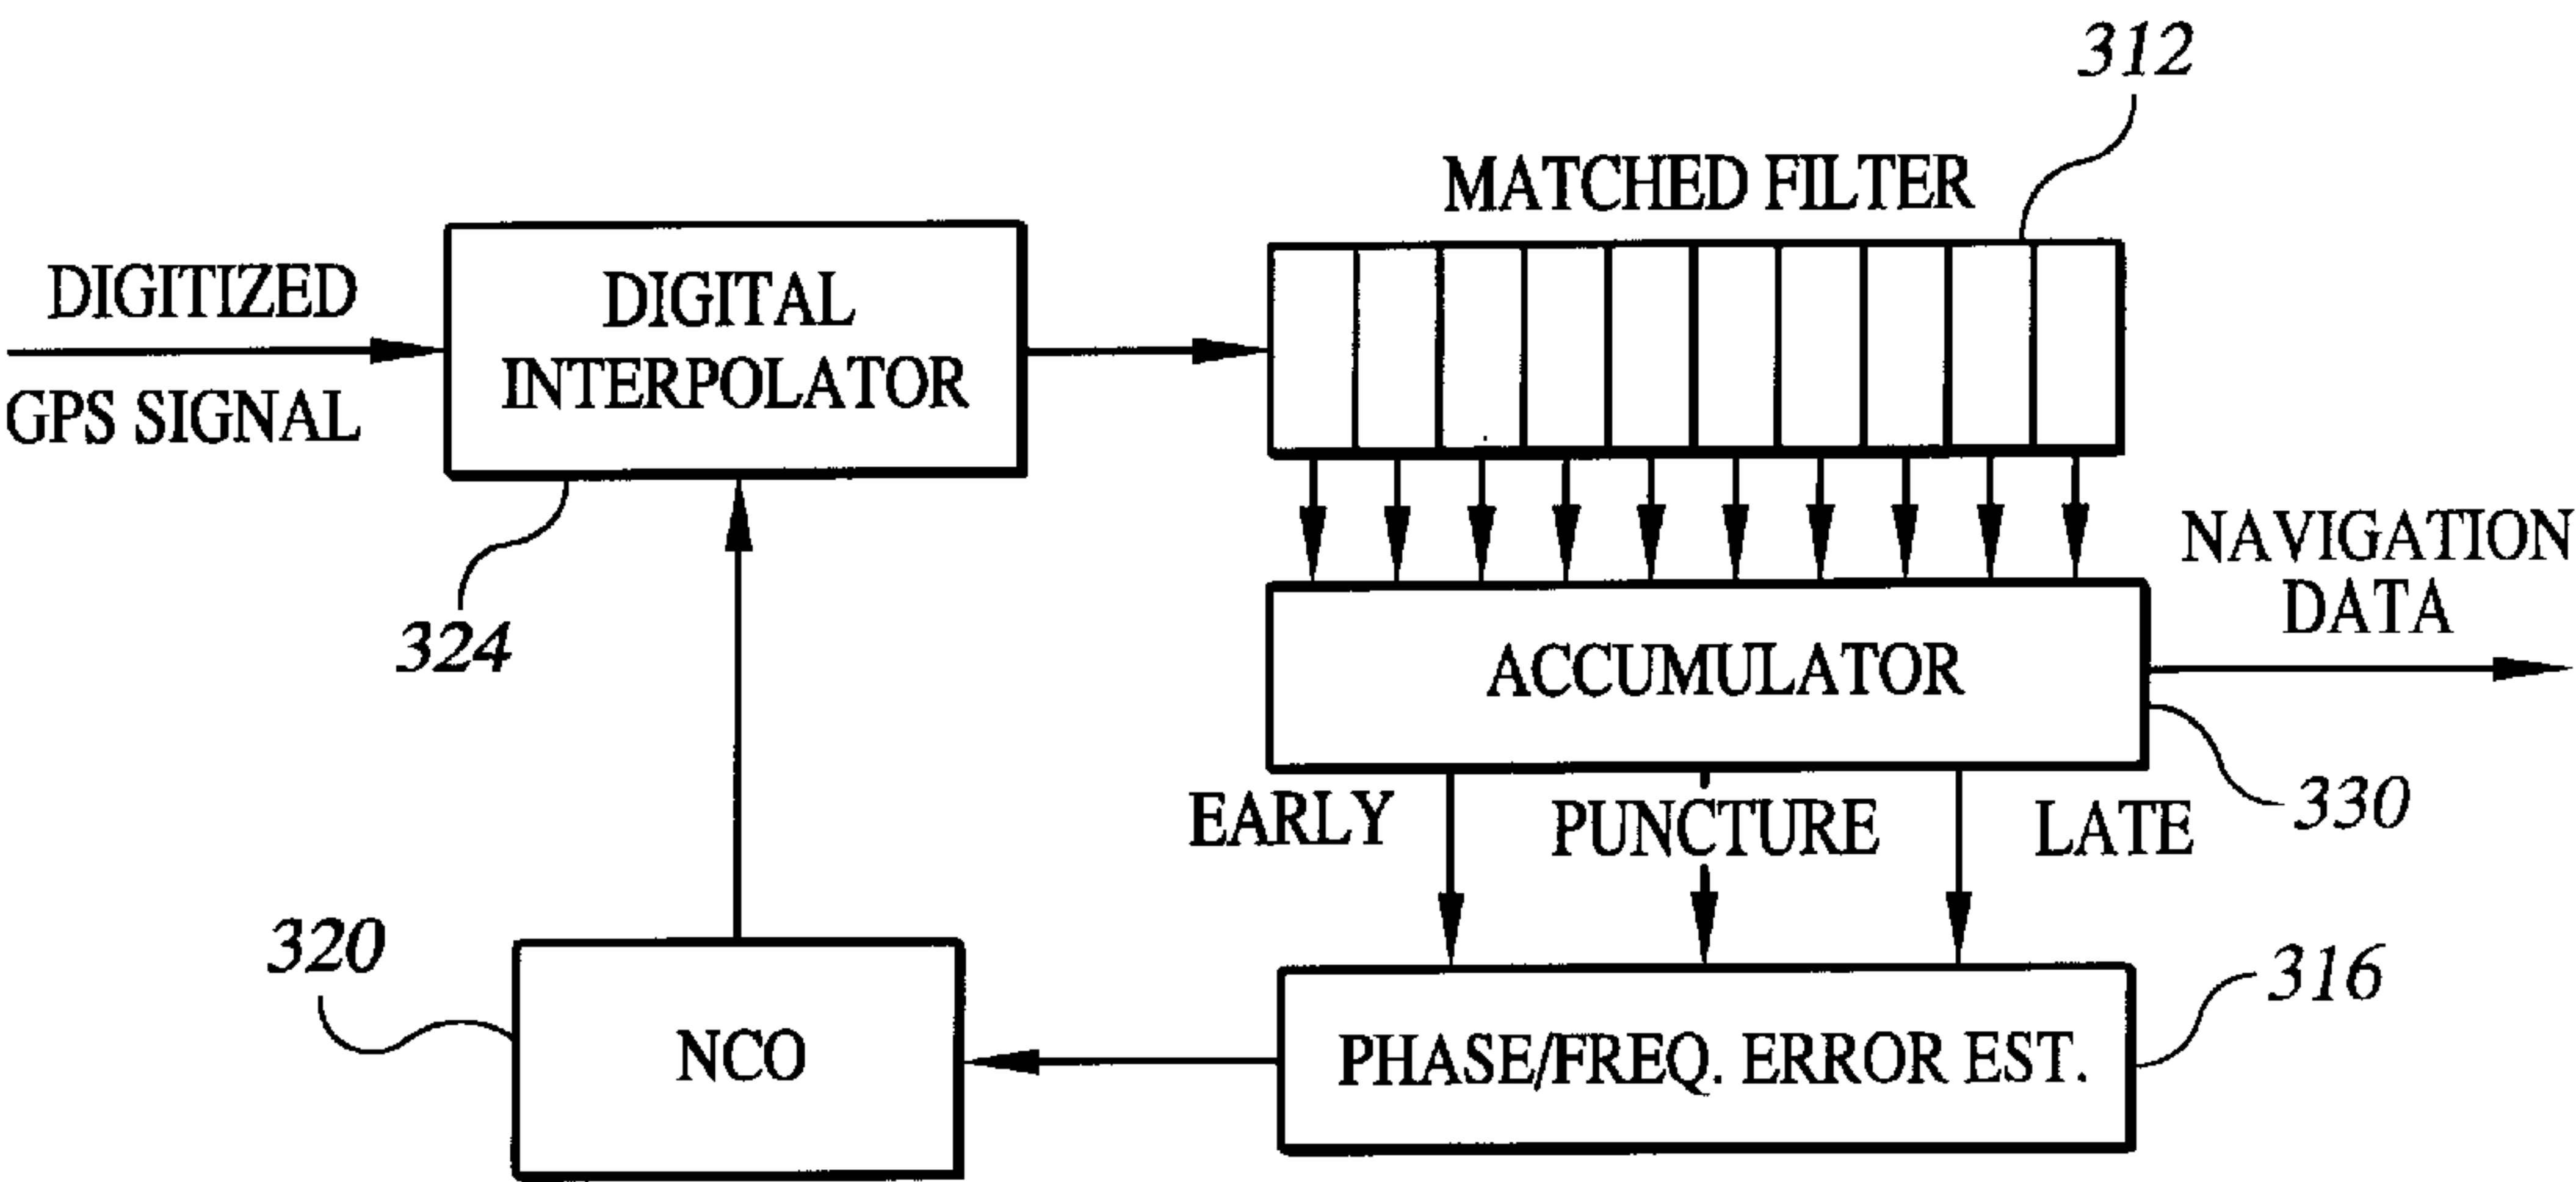 312
MATCHED FILTER
DIGITIZED
GPS SIGNAL
DIGITAL
INTERPOLATOR
324
NAVIGATION
DATA
ACCUMULATOR
330
EARLY
PUNCTURE
LATE
320
NCO
PHASE/FREQ. ERROR EST.
316